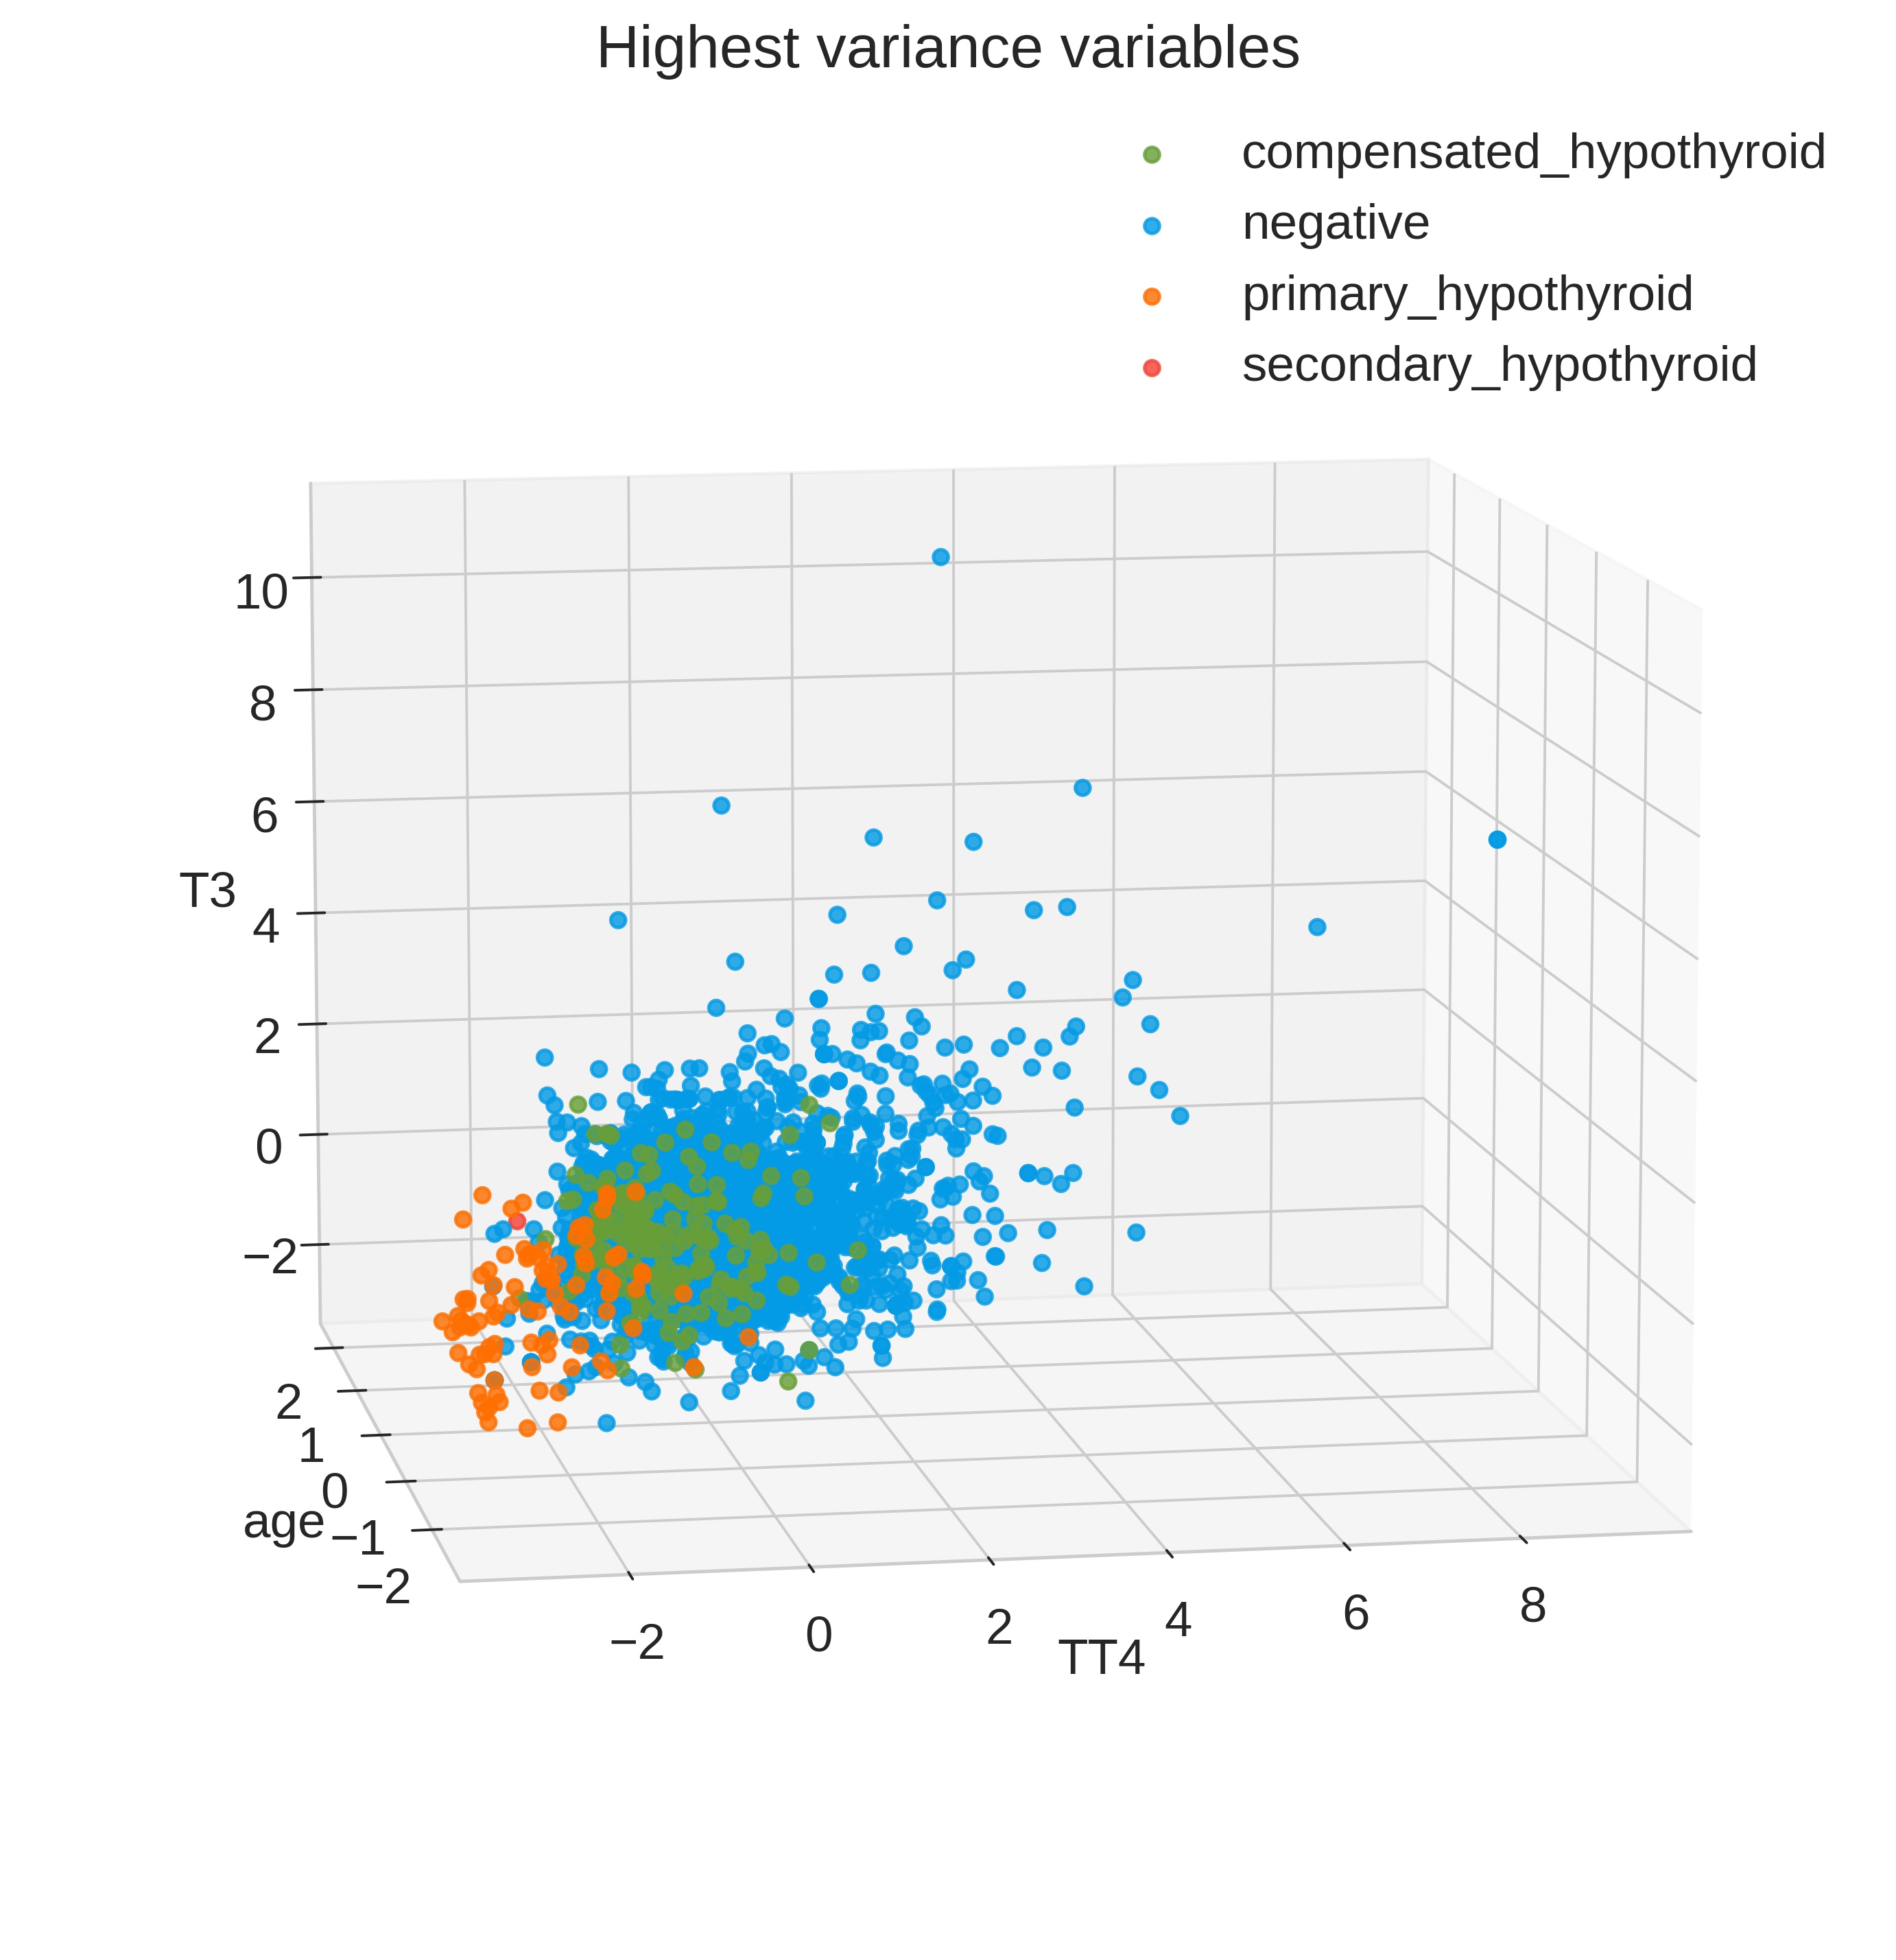 Highest variance variables
compensated_hypothyroid
negative
primary_hypothyroid
secondary_hypothyroid
10
8
6
T3
4
2
0
−2
2
1
0
age
−1
−2
−2
0
2
4
6
8
TT4